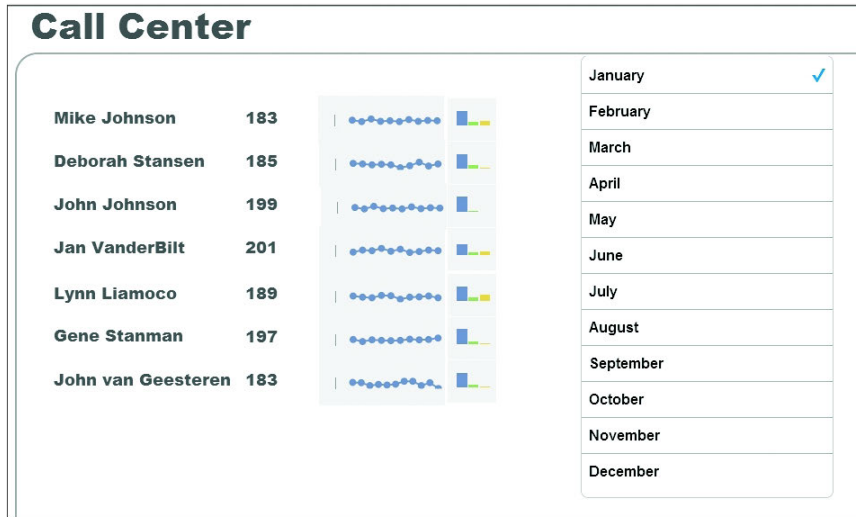 Call Center
Mike Johnson 183
Deborah Stansen 185
John Johnson 199
Jan VanderBilt 201
Lynn Liamoco 189
Gene Stanman 197
John van Geesteren 183
January
February
March
April
May
June
July
August
September
October
November
December